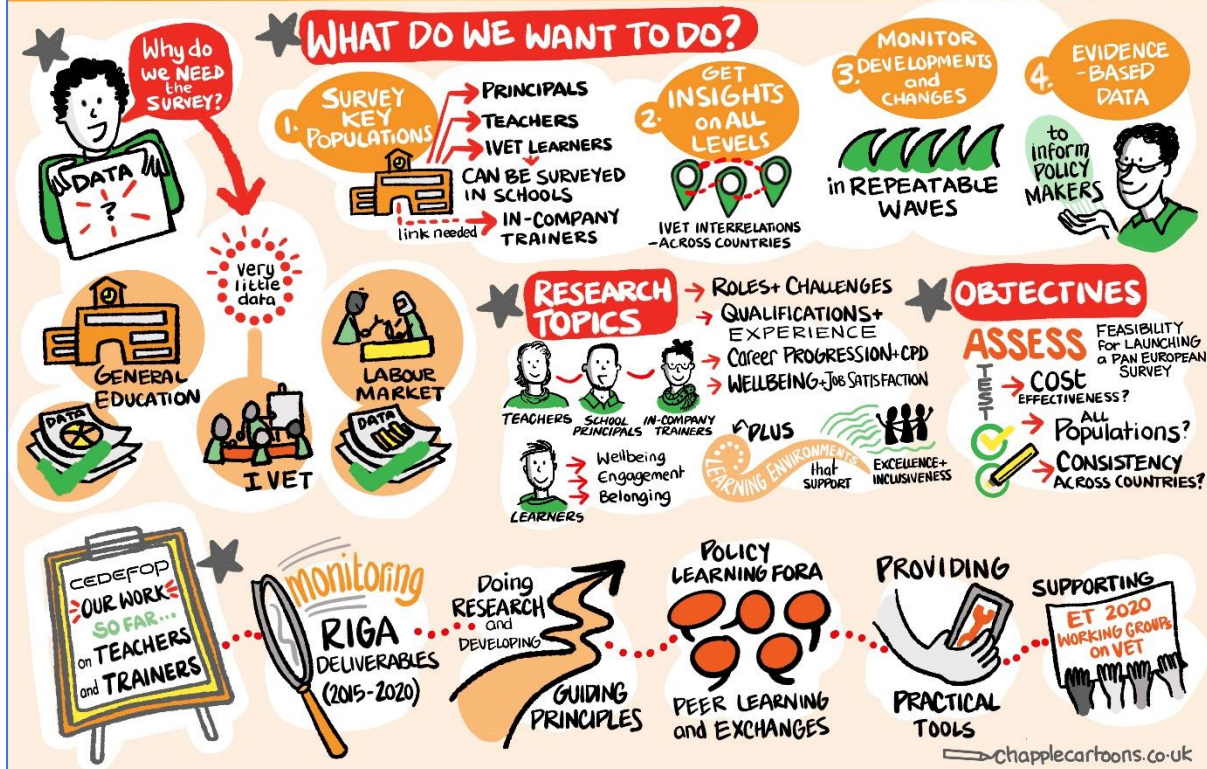 Why do
we NEED
the
SURVEY?
DATA
?
very
little
data
GENERAL
EDUCATION
DATA
IVET
LABOUR
MARKET
DATA
WHAT DO WE WANT TO DO?
1. SURVEY
KEY
POPULATIONS
PRINCIPALS
TEACHERS
IVET LEARNERS
CAN BE SURVEYED
IN SCHOOLS
link needed
IN-COMPANY
TRAINERS
2. GET
INSIGHTS
on ALL
LEVELS
IVET INTERRELATIONS
-ACROSS COUNTRIES
3. MONITOR
DEVELOPMENTS
and
CHANGES
in REPEATABLE
WAVES
4. EVIDENCE
-BASED
DATA
to
inform
POLICY
MAKERS
RESEARCH
TOPICS
ROLES+ CHALLENGES
QUALIFICATIONS+
EXPERIENCE
Career PROGRESSION+CPD
WELLBEING+JOB SATISFACTION
TEACHERS
SCHOOL
PRINCIPALS
IN-COMPANY
TRAINERS
LEARNERS
Wellbeing
Engagement
Belonging
PLUS
LEARNING ENVIRONMENTS
that
SUPPORT
EXCELLENCE+
INCLUSIVENESS
OBJECTINES
ASSESS
FEASIBILITY
for LAUNCHING
a PAN EUROPEAN
SURVEY
TEST
COST
EFFECTIVENESS?
ALL
Populations?
CONSISTENCY
ACROSS COUNTRIES?
CEDEFOP
OUR WORK
SO FAR...
on TEACHERS
and TRAINERS
monitoring
RIGA
DELIVERABLES
(2015-2020)
Doing
RESEARCH
and
DEVELOPING
GUIDING
PRINCIPLES
POLICY
LEARNING FORA
PEER LEARNING
and EXCHANGES
PROVIDING
PRACTICAL
TOOLS
SUPPORTING
ET 2020
WORKING GROUPS
on VET
chapplecartoons.co.uk